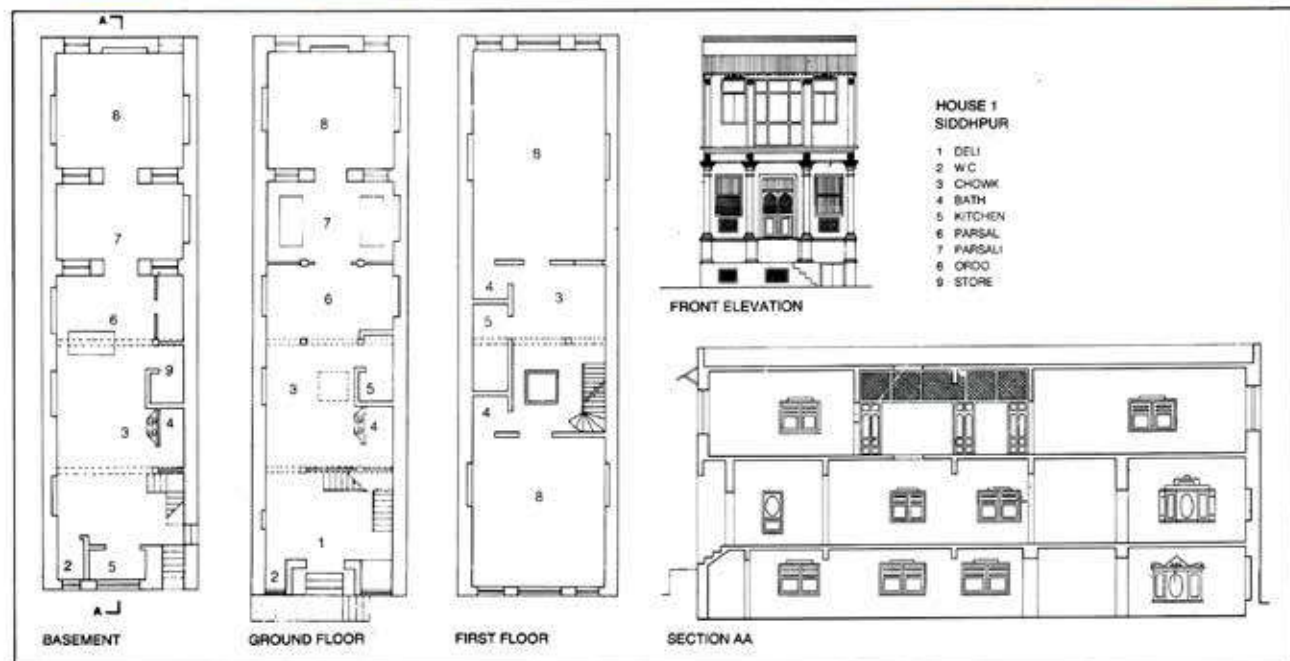 A
8
7
6
9
3
4
2
5
A
BASEMENT
8
7
6
3
5
4
1
2
GROUND FLOOR
8
4
3
5
4
8
FIRST FLOOR
FRONT ELEVATION
HOUSE 1
SIDDHPUR
1 DELI
2 WC
3 CHOWK
4 BATH
5 KITCHEN
6 PARSAL
7 PARSALI
8 ORDO
9 STORE
SECTION AA